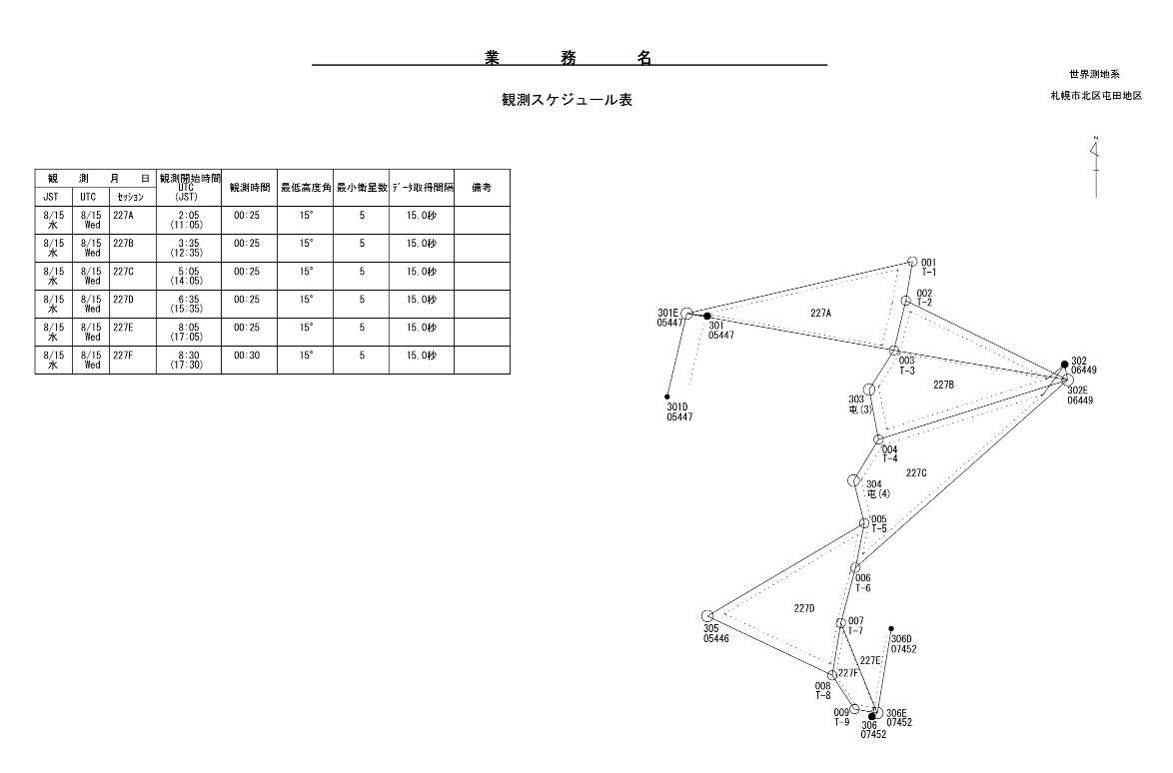 業務名
観測スケジュール表
世界測地系
札幌市北区屯田地区
N
観測月日 観測開始時間 UTC (JST) 観測時間 最低高度角 最小衛星数 ﾃﾞｰﾀ取得間隔 備考
JST UTC ｾｯｼｮﾝ
8/15 水 8/15 Wed 227A 2:05 (11:05) 00:25 15° 5 15.0秒
8/15 水 8/15 Wed 227B 3:35 (12:35) 00:25 15° 5 15.0秒
8/15 水 8/15 Wed 227C 5:05 (14:05) 00:25 15° 5 15.0秒
8/15 水 8/15 Wed 227D 6:35 (15:35) 00:25 15° 5 15.0秒
8/15 水 8/15 Wed 227E 8:05 (17:05) 00:25 15° 5 15.0秒
8/15 水 8/15 Wed 227F 8:30 (17:30) 00:30 15° 5 15.0秒
001
T-1
002
T-2
301E
05447
301
05447
227A
003
T-3
302
06449
302E
06449
227B
303
屯(3)
301D
05447
004
T-4
227C
304
屯(4)
005
T-5
006
T-6
227D
305
05446
007
T-7
306D
07452
227E
227F
008
T-8
009
T-9
306E
07452
306
07452